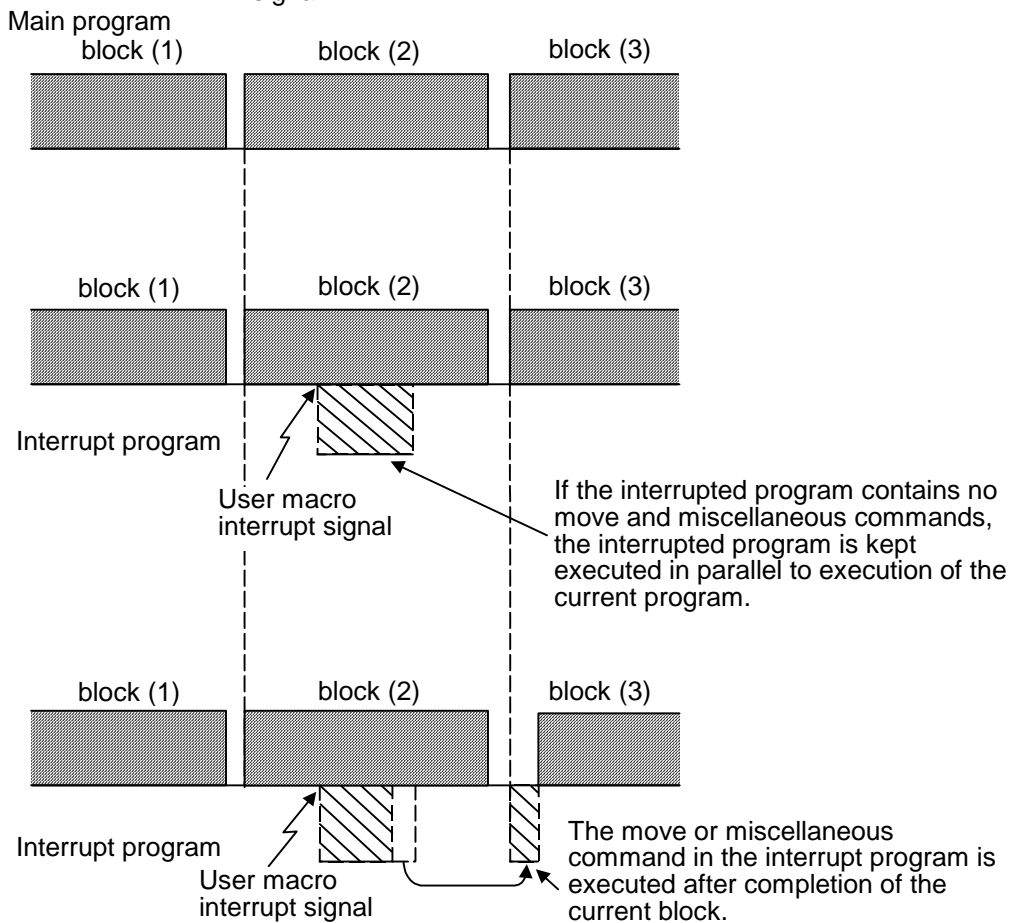 Main program
block (1)
block (2)
block (3)
block (1)
block (2)
block (3)
Interrupt program
User macro
interrupt signal
If the interrupted program contains no
move and miscellaneous commands,
the interrupted program is kept
executed in parallel to execution of the
current program.
block (1)
block (2)
block (3)
Interrupt program
User macro
interrupt signal
The move or miscellaneous
command in the interrupt program is
executed after completion of the
current block.